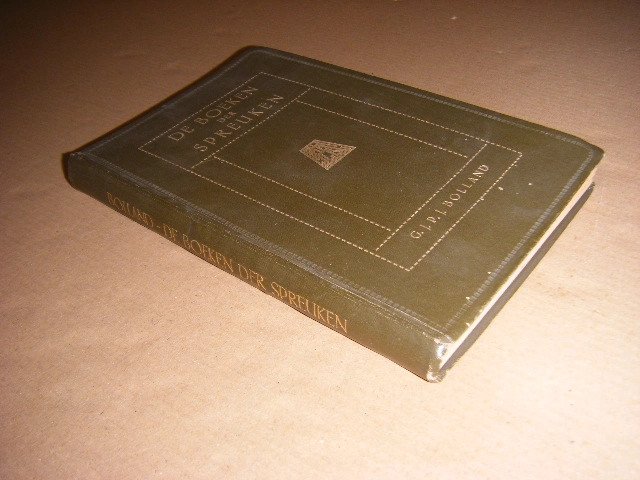 DE BOEKEN
DER
SPREUKEN
G. J. P. J. BOLLAND
BOLLAND - DE BOEKEN DER SPREUKEN